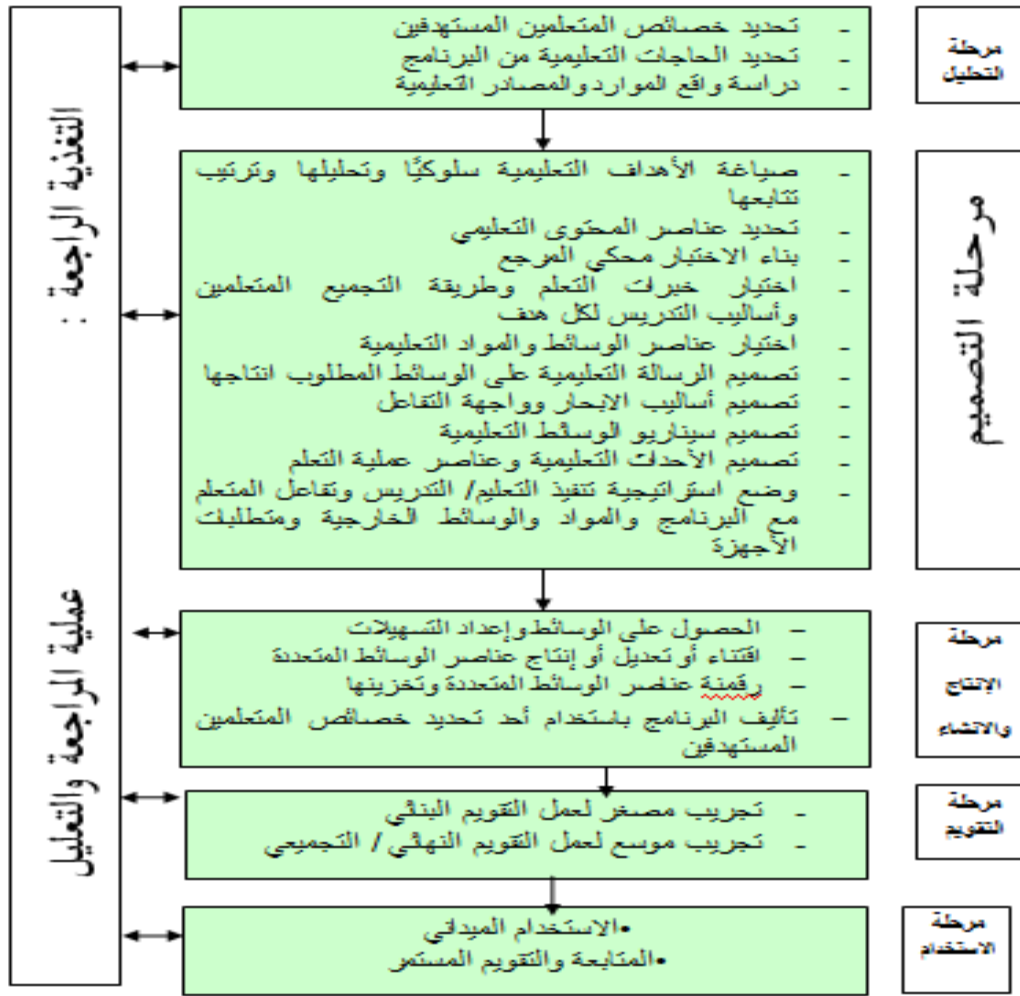 مرحلة
التحليل
- تحديد خصائص المتعلمين المستهدفين
- تحديد الحاجات التعليمية من البرنامج
- دراسة واقع الموارد والمصادر التعليمية
مرحلة التصميم
- صياغة الأهداف التعليمية سلوكيًا وتحليلها وترتيب
تتابعها
- تحديد عناصر المحتوى التعليمي
- بناء الاختبار محكي المرجع
- اختيار خبرات التعلم وطريقة التجميع المتعلمين
وأساليب التدريس لكل هدف
- اختيار عناصر الوسائط والمواد التعليمية
- تصميم الرسالة التعليمية على الوسائط المطلوب انتاجها
- تصميم أساليب الابحار وواجهة التفاعل
- تصميم سيناريو الوسائط التعليمية
- تصميم الأحداث التعليمية وعناصر عملية التعلم
- وضع استراتيجية تنفيذ التعليم/ التدريس وتفاعل المتعلم
مع البرنامج والمواد والوسائط الخارجية ومتطلبات
الأجهزة
مرحلة
الإنتاج
والانشاء
– الحصول على الوسائط وإعداد التسهيلات
– اقتناء أو تعديل أو إنتاج عناصر الوسائط المتعددة
– رقمنة عناصر الوسائط المتعددة وتخزينها
– تأليف البرنامج باستخدام أحد تحديد خصائص المتعلمين
المستهدفين
مرحلة
التقويم
- تجريب مصغر لعمل التقويم البنائي
- تجريب موسع لعمل التقويم النهائي / التجميعي
مرحلة
الاستخدام
•الاستخدام الميداني
•المتابعة والتقويم المستمر
التغذية الراجعة : عملية المراجعة والتعليل